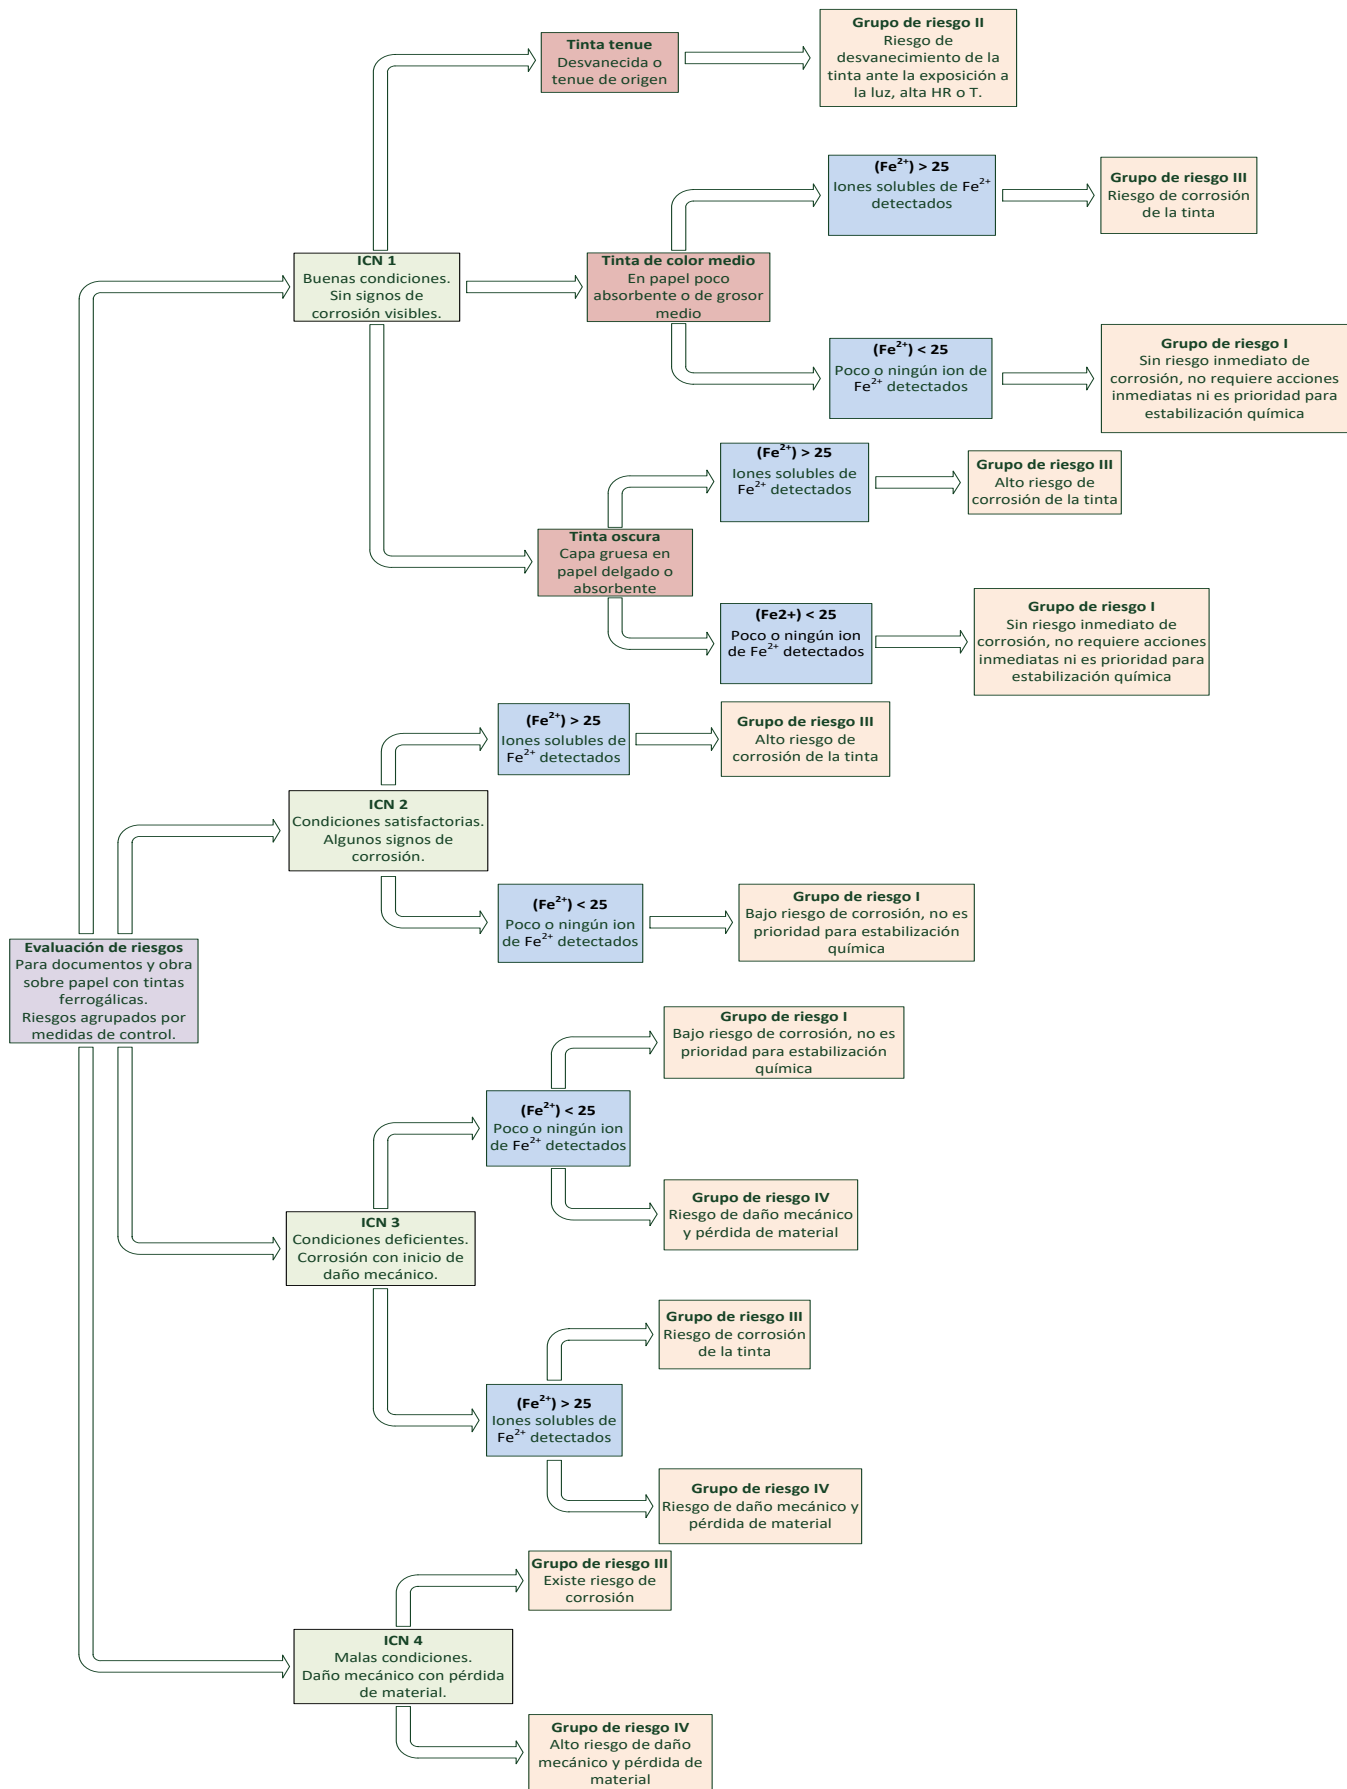 Tinta tenue
Desvanecida o
tenue de origen
Grupo de riesgo II
Riesgo de
desvanecimiento de la
tinta ante la exposición a
la luz, alta HR o T.
(Fe²⁺) > 25
Iones solubles de Fe²⁺
detectados
Grupo de riesgo III
Riesgo de corrosión
de la tinta
ICN 1
Buenas condiciones.
Sin signos de
corrosión visibles.
Tinta de color medio
En papel poco
absorbente o de grosor
medio
(Fe²⁺) < 25
Poco o ningún ion de
Fe²⁺ detectados
Grupo de riesgo I
Sin riesgo inmediato de
corrosión, no requiere acciones
inmediatas ni es prioridad para
estabilización química
(Fe²⁺) > 25
Iones solubles de
Fe²⁺ detectados
Grupo de riesgo III
Alto riesgo de
corrosión de la tinta
Tinta oscura
Capa gruesa en
papel delgado o
absorbente
(Fe2+) < 25
Poco o ningún ion
de Fe²⁺ detectados
Grupo de riesgo I
Sin riesgo inmediato de
corrosión, no requiere acciones
inmediatas ni es prioridad para
estabilización química
(Fe²⁺) > 25
Iones solubles de
Fe²⁺ detectados
Grupo de riesgo III
Alto riesgo de
corrosión de la tinta
ICN 2
Condiciones satisfactorias.
Algunos signos de
corrosión.
(Fe²⁺) < 25
Poco o ningún ion
de Fe²⁺ detectados
Grupo de riesgo I
Bajo riesgo de corrosión, no es
prioridad para estabilización
química
Evaluación de riesgos
Para documentos y obra
sobre papel con tintas
ferrogálicas.
Riesgos agrupados por
medidas de control.
Grupo de riesgo I
Bajo riesgo de corrosión, no es
prioridad para estabilización
química
(Fe²⁺) < 25
Poco o ningún ion
de Fe²⁺ detectados
Grupo de riesgo IV
Riesgo de daño mecánico
y pérdida de material
ICN 3
Condiciones deficientes.
Corrosión con inicio de
daño mecánico.
Grupo de riesgo III
Riesgo de corrosión
de la tinta
(Fe²⁺) > 25
Iones solubles de
Fe²⁺ detectados
Grupo de riesgo IV
Riesgo de daño mecánico y
pérdida de material
Grupo de riesgo III
Existe riesgo de
corrosión
ICN 4
Malas condiciones.
Daño mecánico con pérdida
de material.
Grupo de riesgo IV
Alto riesgo de daño
mecánico y pérdida de
material